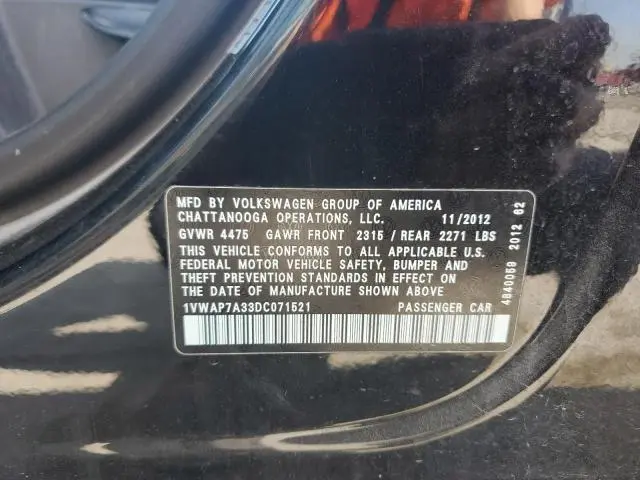 MFD BY VOLKSWAGEN GROUP OF AMERICA
CHATTANOOGA OPERATIONS, LLC. 11/2012
GVWR 4475 GAWR FRONT 2315/REAR 2271 LBS
THIS VEHICLE CONFORMS TO ALL APPLICABLE U.S.
FEDERAL MOTOR VEHICLE SAFETY, BUMPER AND
THEFT PREVENTION STANDARDS IN EFFECT ON
THE DATE OF MANUFACTURE SHOWN ABOVE
1VWAP7A33DC071521 PASSENGER CAR
4840059 2012 62